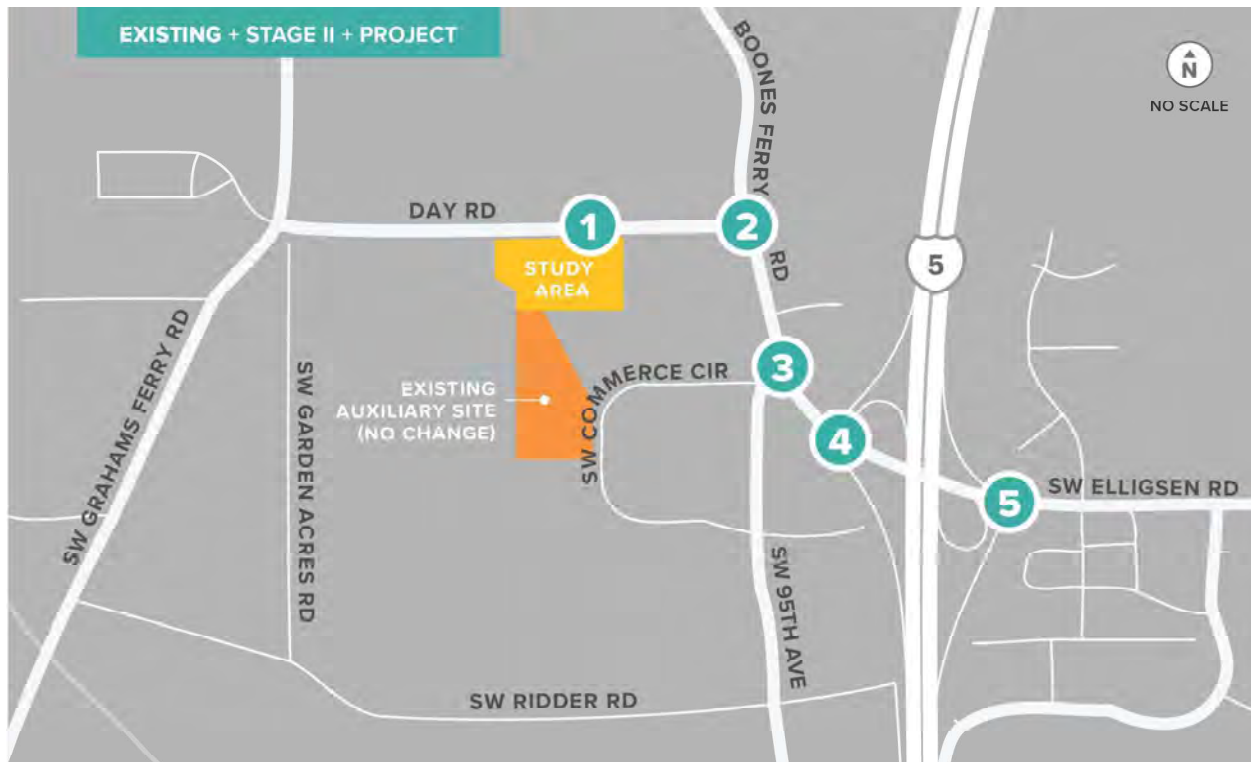 EXISTING + STAGE II + PROJECT
BOONES FERRY RD
N
NO SCALE
DAY RD
1
2
STUDY
AREA
5
SW GRAHAMS FERRY RD
SW GARDEN ACRES RD
EXISTING
AUXILIARY SITE
(NO CHANGE)
SW COMMERCE CIR
3
4
5
SW ELLIGSEN RD
SW 95TH AVE
SW RIDDER RD